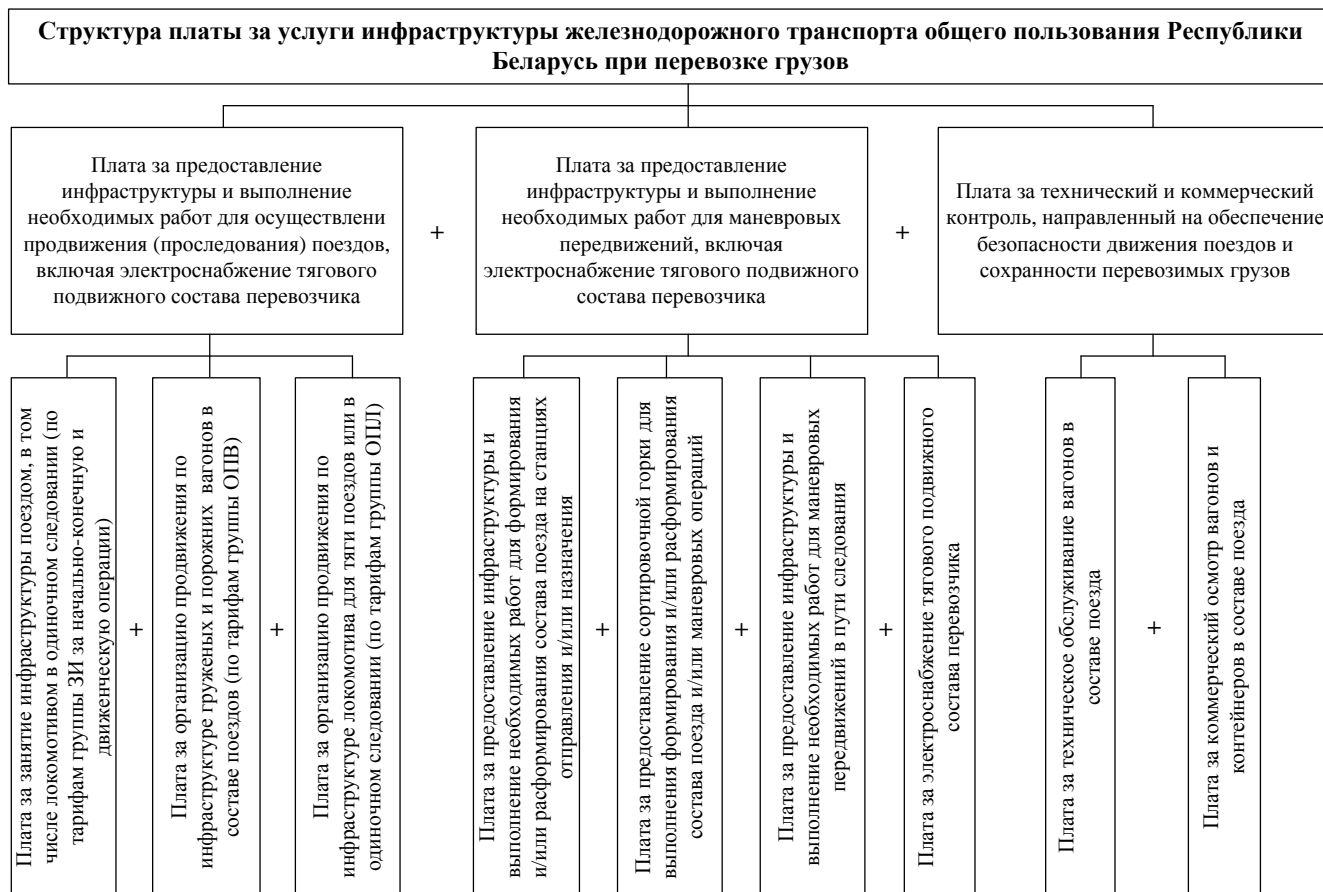 Структура платы за услуги инфраструктуры железнодорожного транспорта общего пользования Республики
Беларусь при перевозке грузов
Плата за предоставление
инфраструктуры и выполнение
необходимых работ для осуществлени
продвижения (проследования) поездов,
включая электроснабжение тягового
подвижного состава перевозчика
+
Плата за предоставление
инфраструктуры и выполнение
необходимых работ для маневровых
передвижений, включая
электроснабжение тягового подвижного
состава перевозчика
+
Плата за технический и коммерческий
контроль, направленный на обеспечение
безопасности движения поездов и
сохранности перевозимых грузов
Плата за занятие инфраструктуры поездом, в том
числе локомотивом в одиночном следовании (по
тарифам группы ЗИ за начально-конечную и
движенческую операции)
+
Плата за организацию продвижения по
инфраструктуре груженых и порожних вагонов в
составе поездов (по тарифам группы ОПВ)
+
Плата за организацию продвижения по
инфраструктуре локомотива для тяги поездов или в
одиночном следовании (по тарифам группы ОПЛ)
Плата за предоставление инфраструктуры и
выполнение необходимых работ для формирования
и/или расформирования состава поезда на станциях
отправления и/или назначения
+
Плата за предоставление сортировочной горки для
выполнения формирования и/или расформирования
состава поезда и/или маневровых операций
+
Плата за предоставление инфраструктуры и
выполнение необходимых работ для маневровых
передвижений в пути следования
+
Плата за электроснабжение тягового подвижного
состава перевозчика
Плата за техническое обслуживание вагонов в
составе поезда
+
Плата за коммерческий осмотр вагонов и
контейнеров в составе поезда